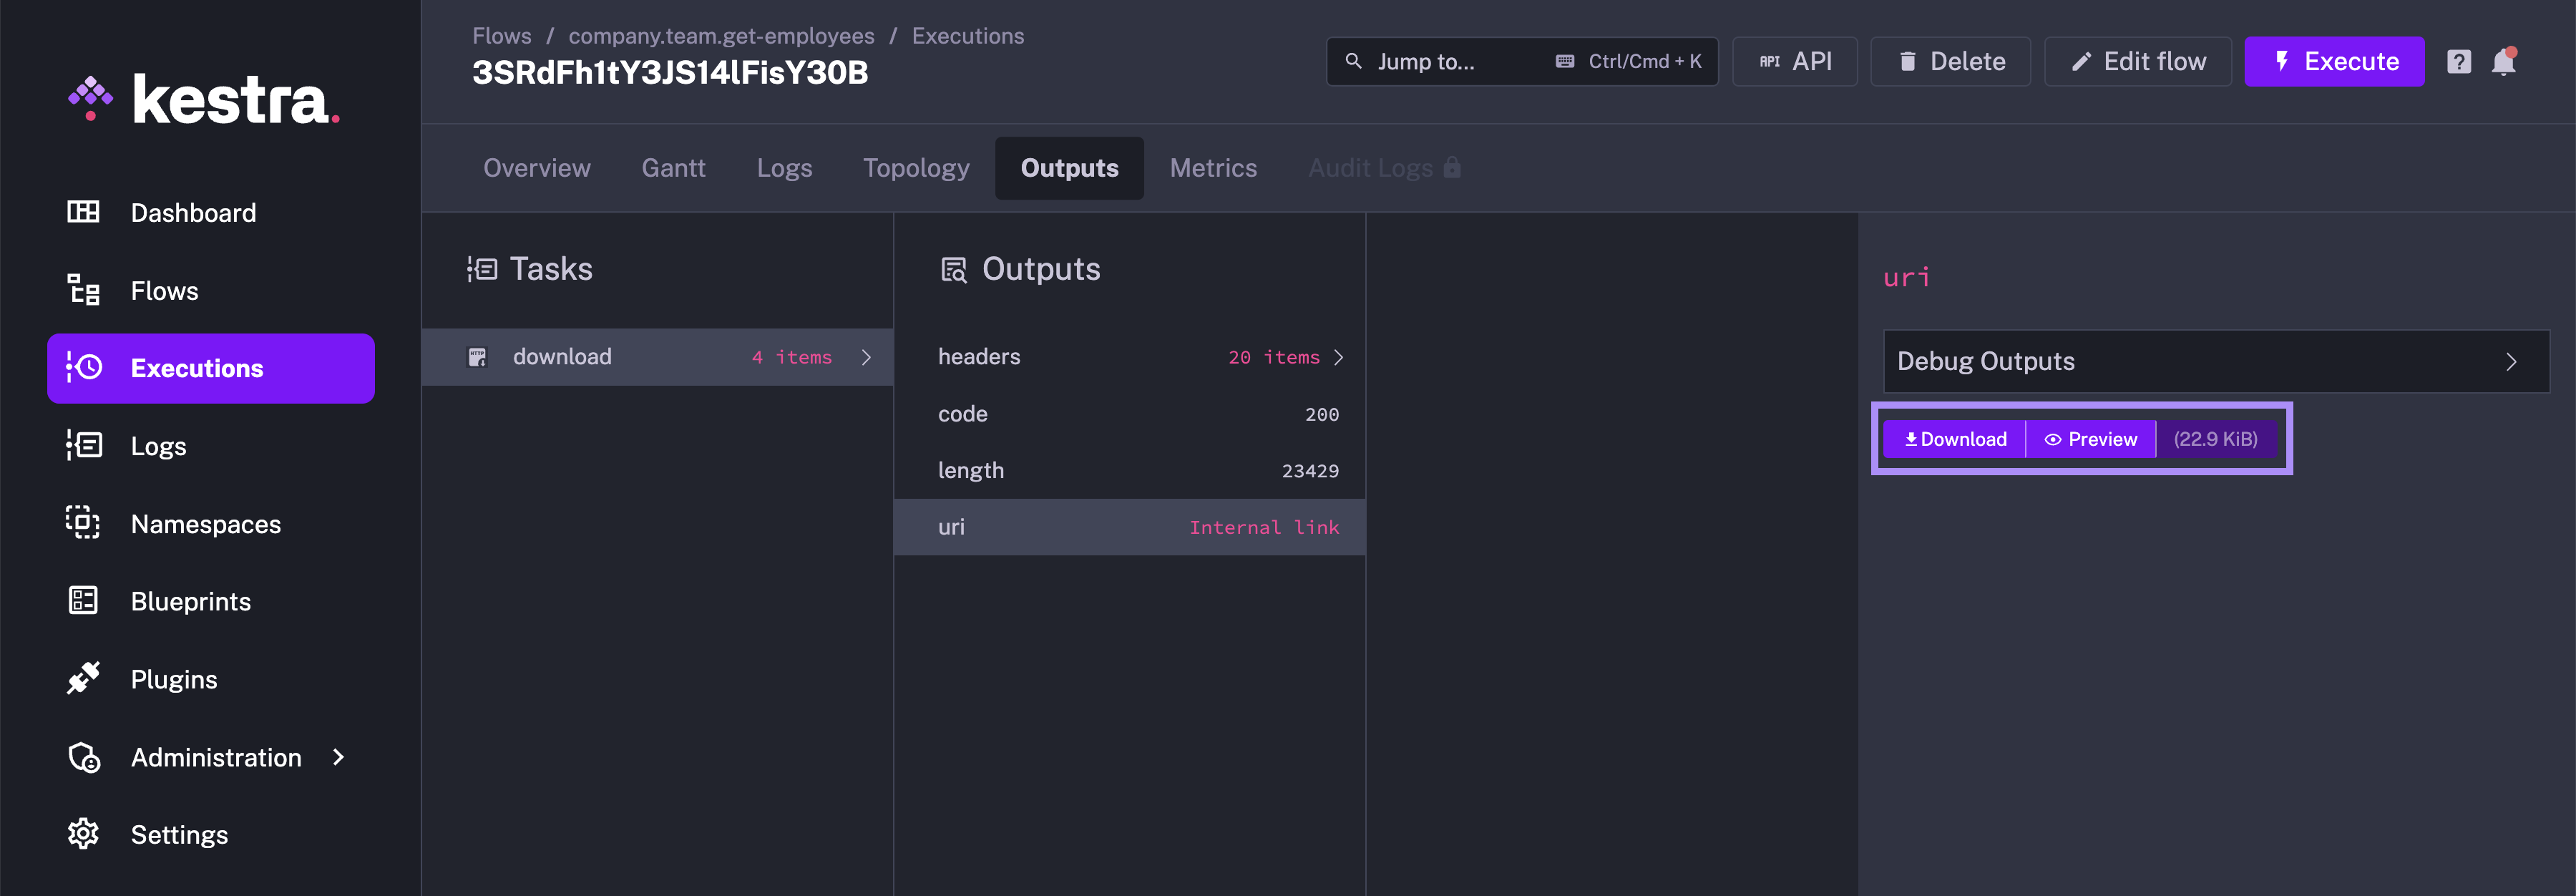 kestra.
Dashboard
Flows
Executions
Logs
Namespaces
Blueprints
Plugins
Administration
Settings
Flows / company.team.get-employees / Executions
3SRdFh1tY3JS14lFisY30B
Jump to... Ctrl/Cmd + K
API API
Delete
Edit flow
Execute
?
Overview Gantt Logs Topology Outputs Metrics Audit Logs
Tasks
HTTP download 4 items
Outputs
headers 20 items
code 200
length 23429
uri Internal link
uri
Debug Outputs
Download Preview (22.9 KiB)